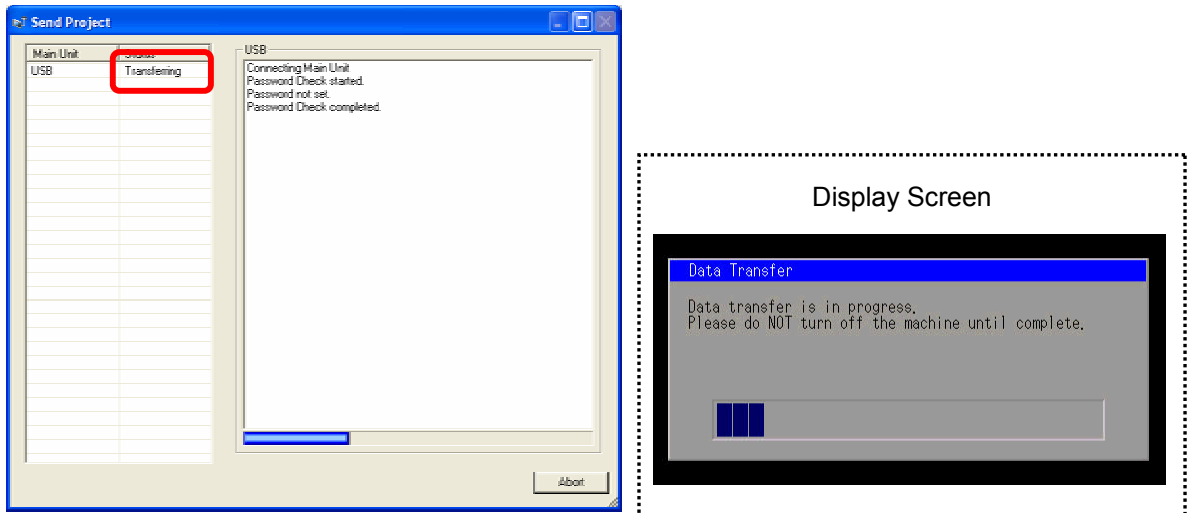 Send Project
Main Unit Status
USB Transferring
USB
Connecting Main Unit
Password Check started.
Password not set.
Password Check completed.
Abort
Display Screen
Data Transfer
Data transfer is in progress.
Please do NOT turn off the machine until complete.